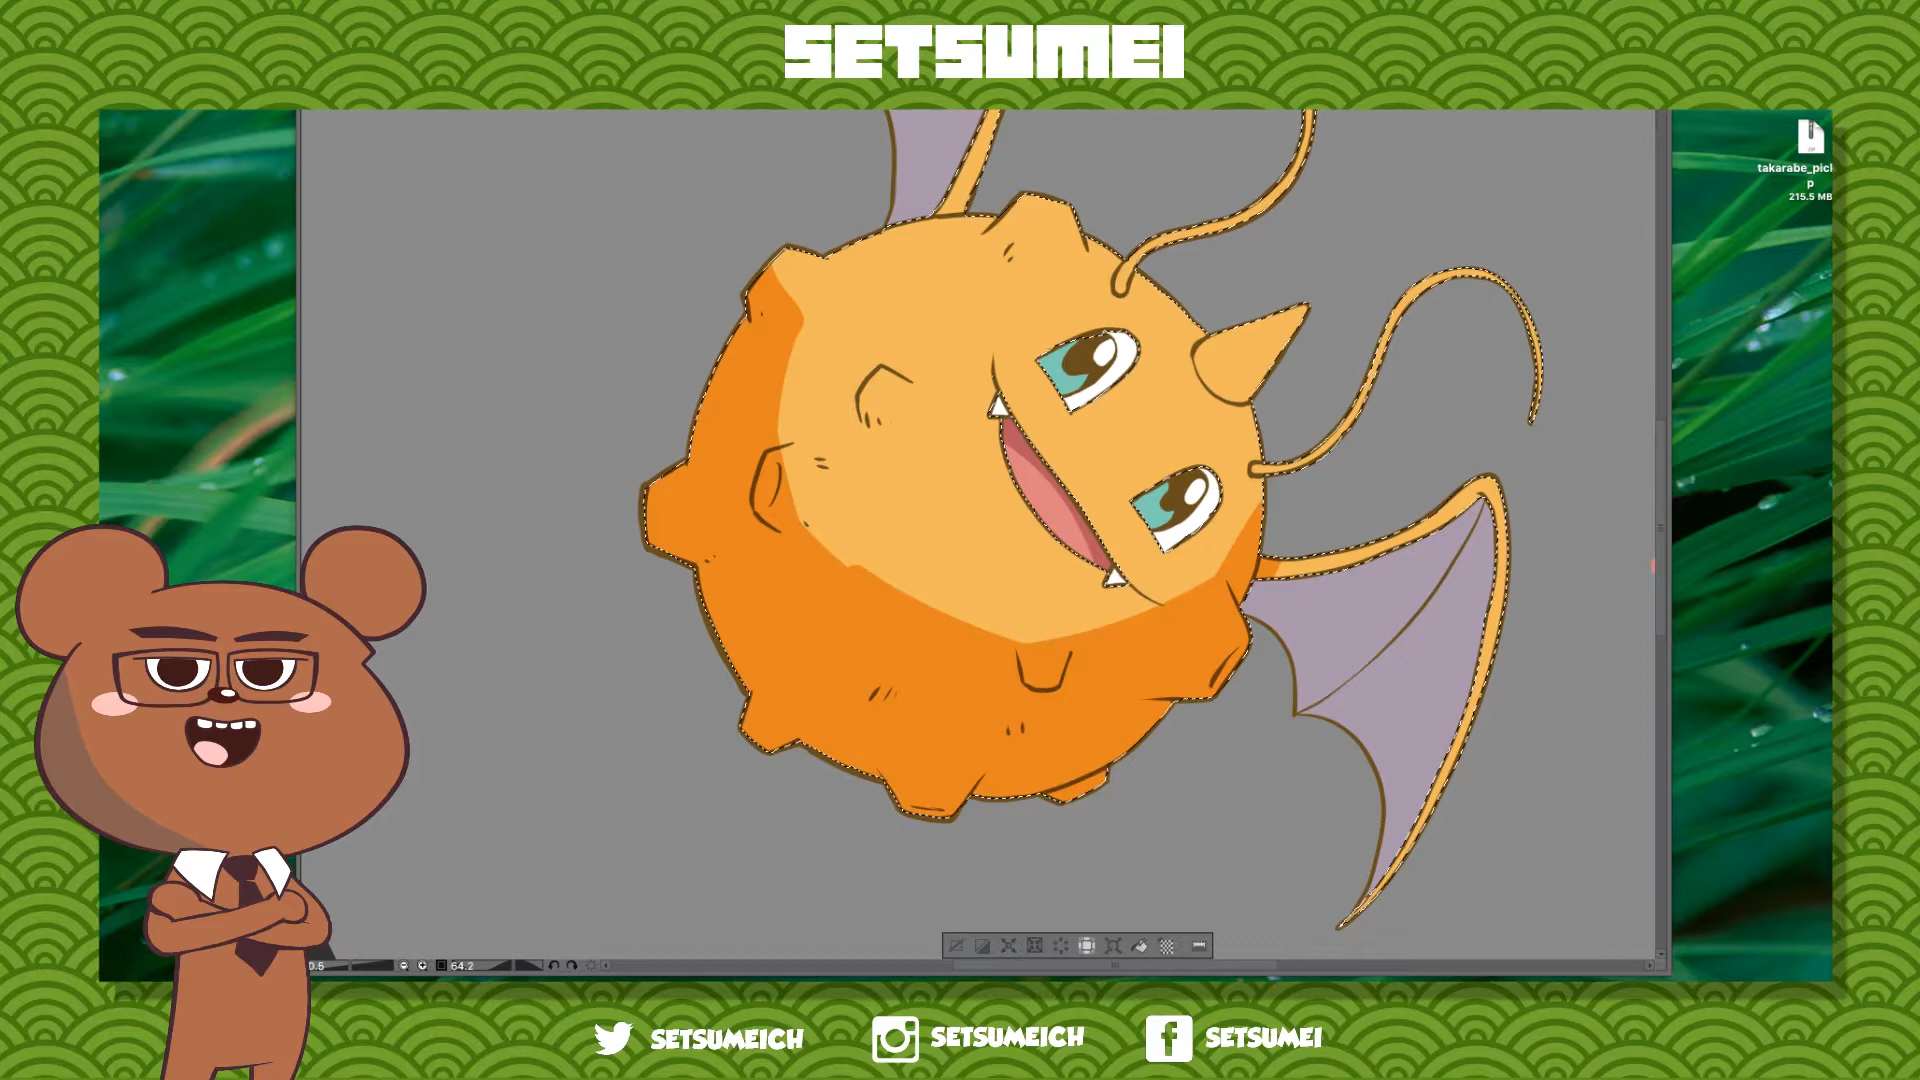 SETSUMEI
takarabe_picl
p
215.5 MB
0.5
64.2
SETSUMEICH
SETSUMEICH
SETSUMEI